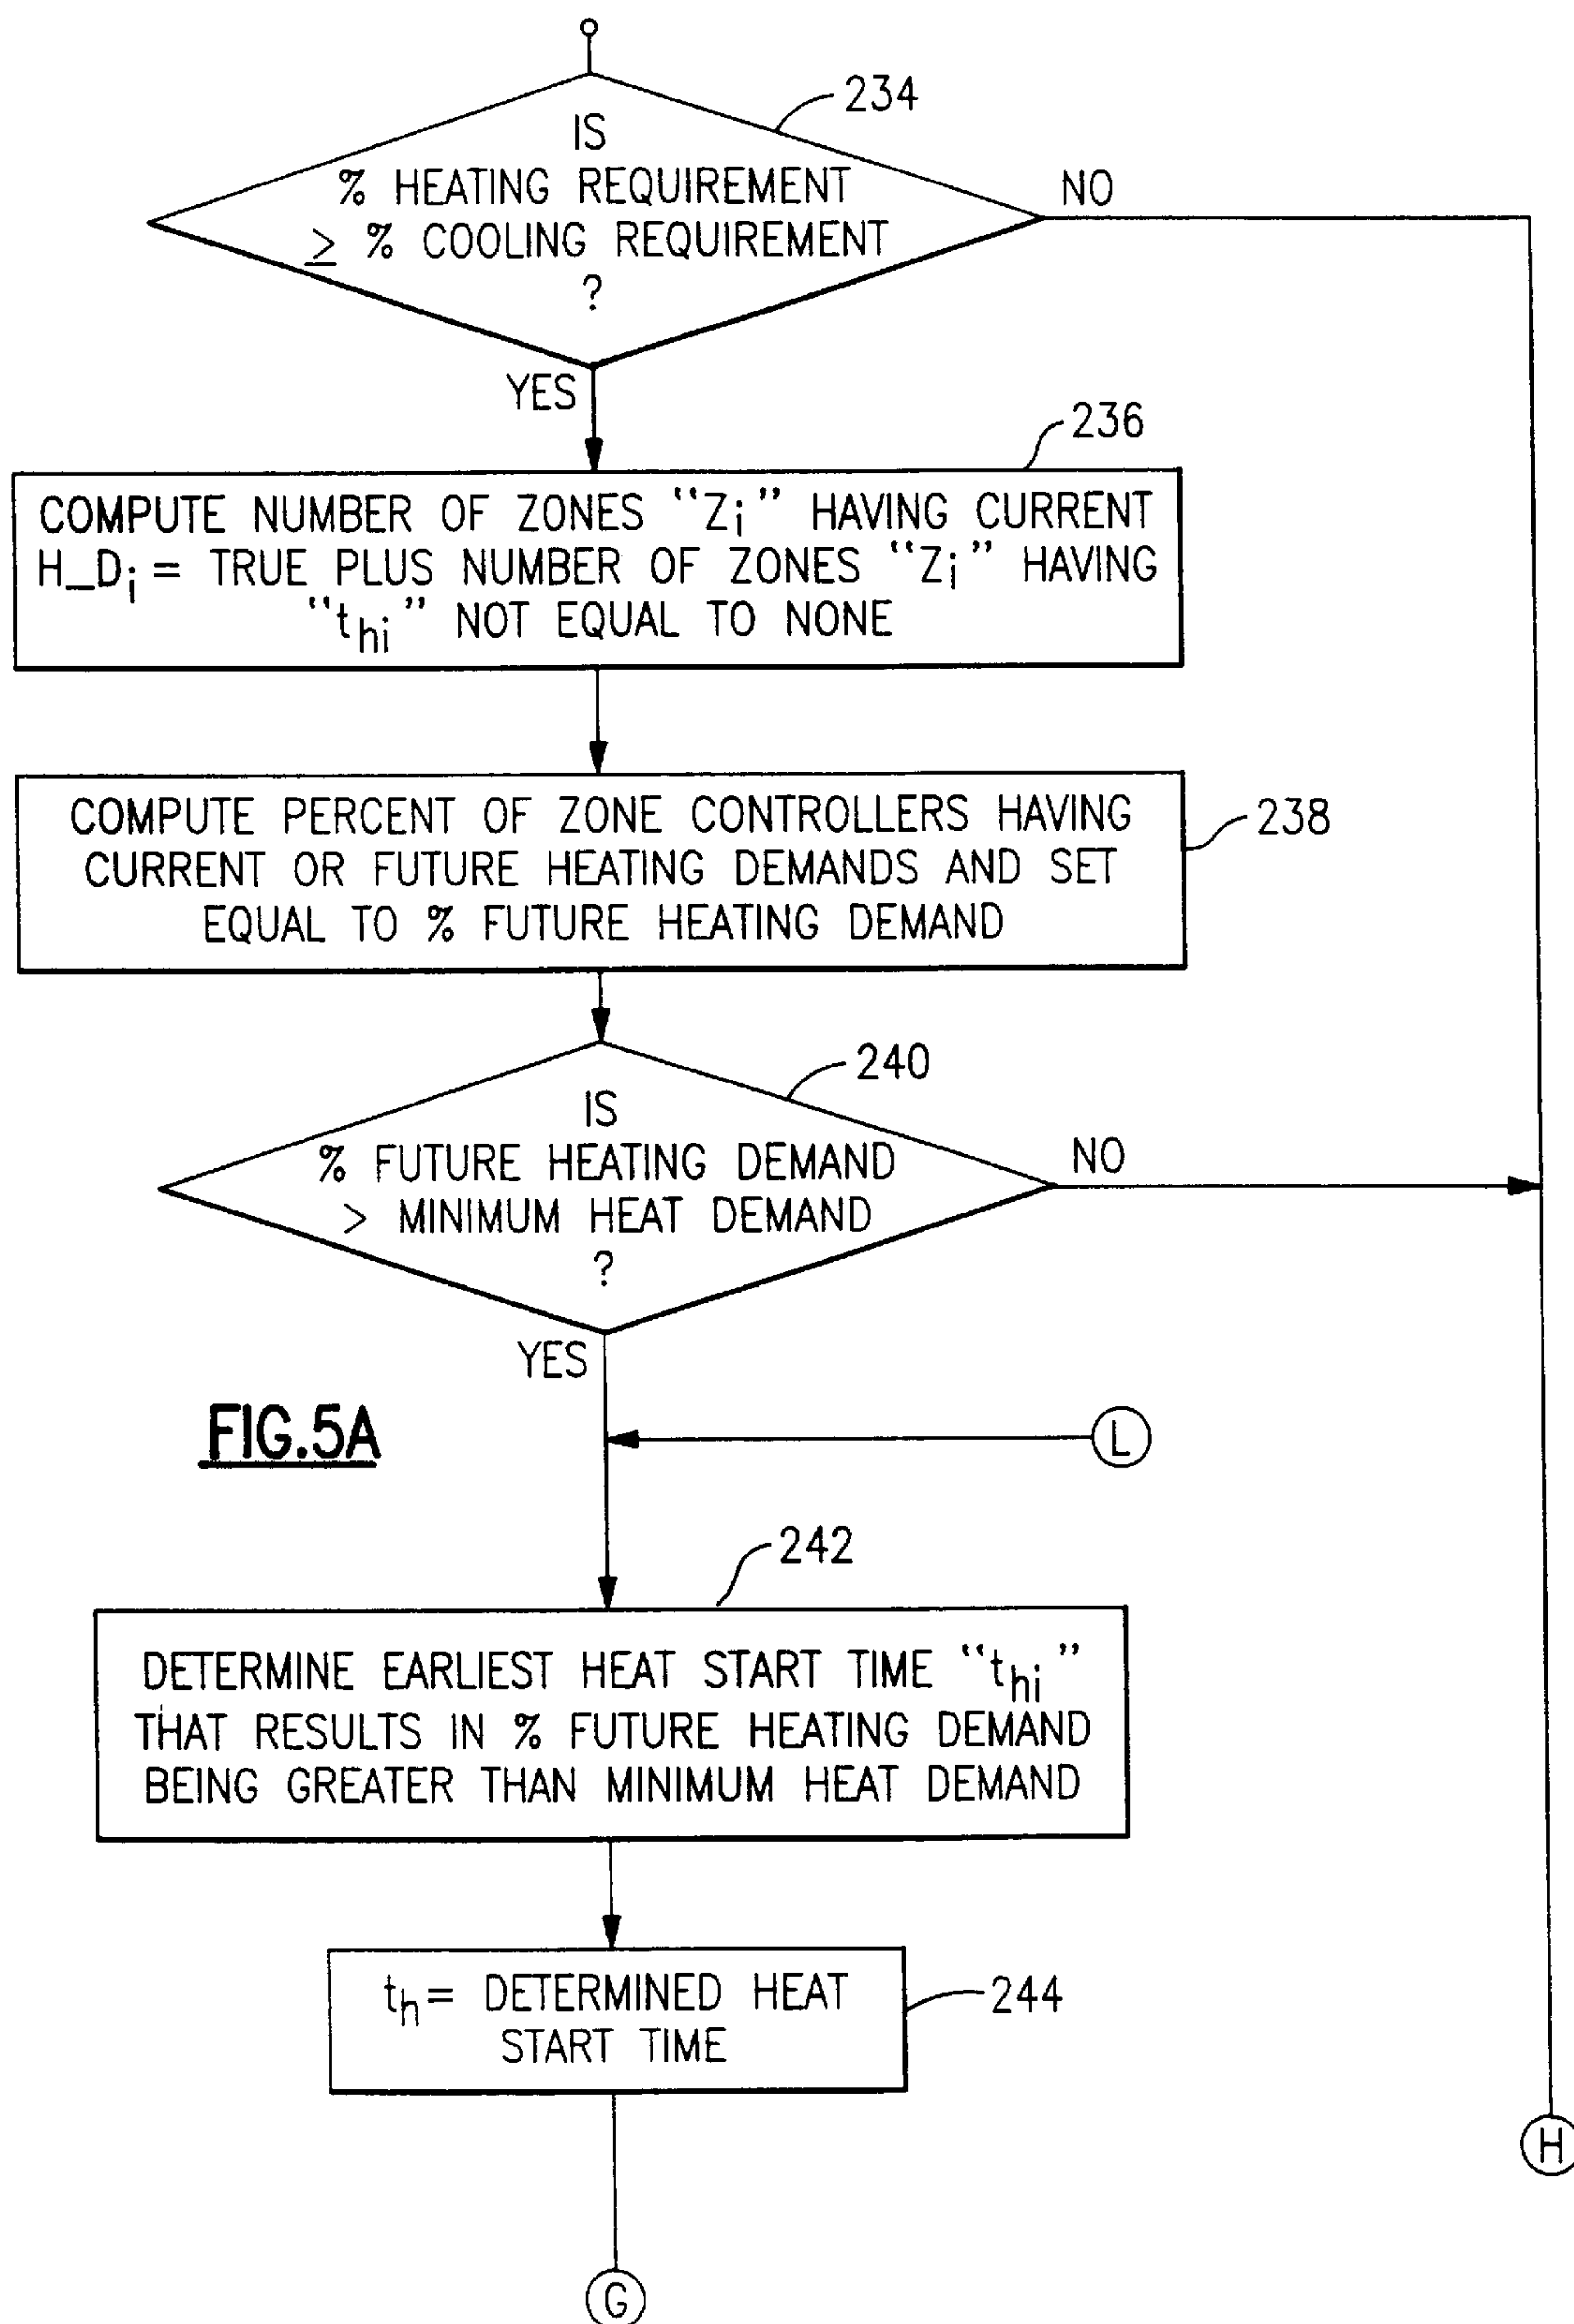 234
IS
% HEATING REQUIREMENT
≥ % COOLING REQUIREMENT
?
NO
YES
236
COMPUTE NUMBER OF ZONES "Zi" HAVING CURRENT
H_Di = TRUE PLUS NUMBER OF ZONES "Zi" HAVING
"thi" NOT EQUAL TO NONE
COMPUTE PERCENT OF ZONE CONTROLLERS HAVING
CURRENT OR FUTURE HEATING DEMANDS AND SET
EQUAL TO % FUTURE HEATING DEMAND
238
240
IS
% FUTURE HEATING DEMAND
> MINIMUM HEAT DEMAND
?
NO
YES
FIG.5A
L
242
DETERMINE EARLIEST HEAT START TIME "thi"
THAT RESULTS IN % FUTURE HEATING DEMAND
BEING GREATER THAN MINIMUM HEAT DEMAND
th = DETERMINED HEAT
START TIME
244
H
G